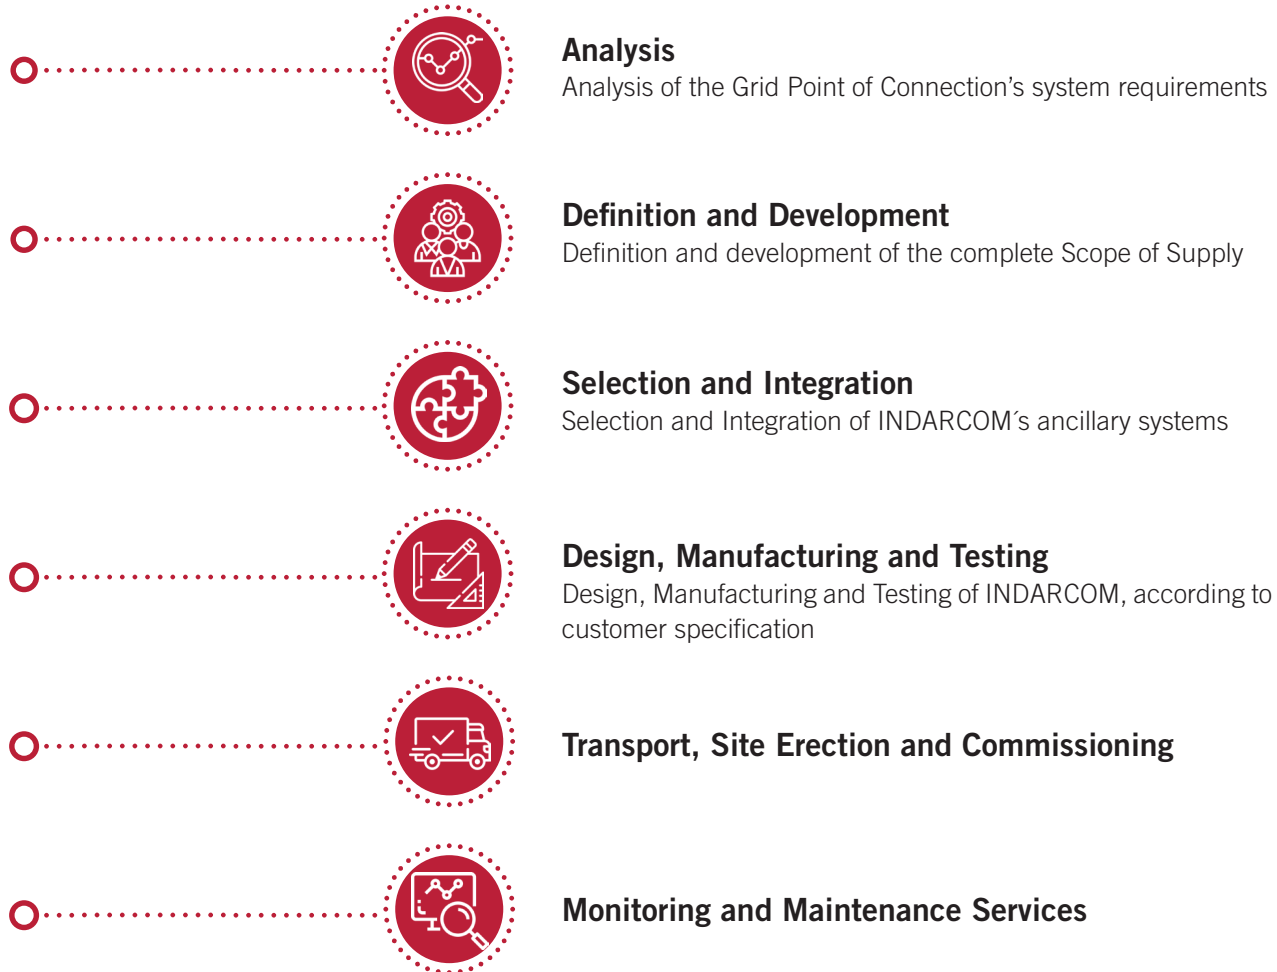 Analysis
Analysis of the Grid Point of Connection’s system requirements
Definition and Development
Definition and development of the complete Scope of Supply
Selection and Integration
Selection and Integration of INDARCOM´s ancillary systems
Design, Manufacturing and Testing
Design, Manufacturing and Testing of INDARCOM, according to
customer specification
Transport, Site Erection and Commissioning
Monitoring and Maintenance Services